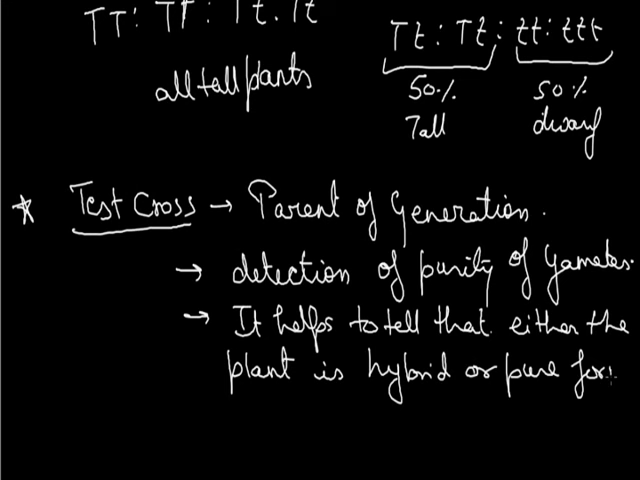 TT: TT: Tt: Tt
all tall plants
Tt: Tt: tt: ttt
50% 50%
Tall dwarf
* Test Cross → Parent of Generation.
→ detection of purity of gametes.
→ It helps to tell that either the
plant is hybrid or pure for